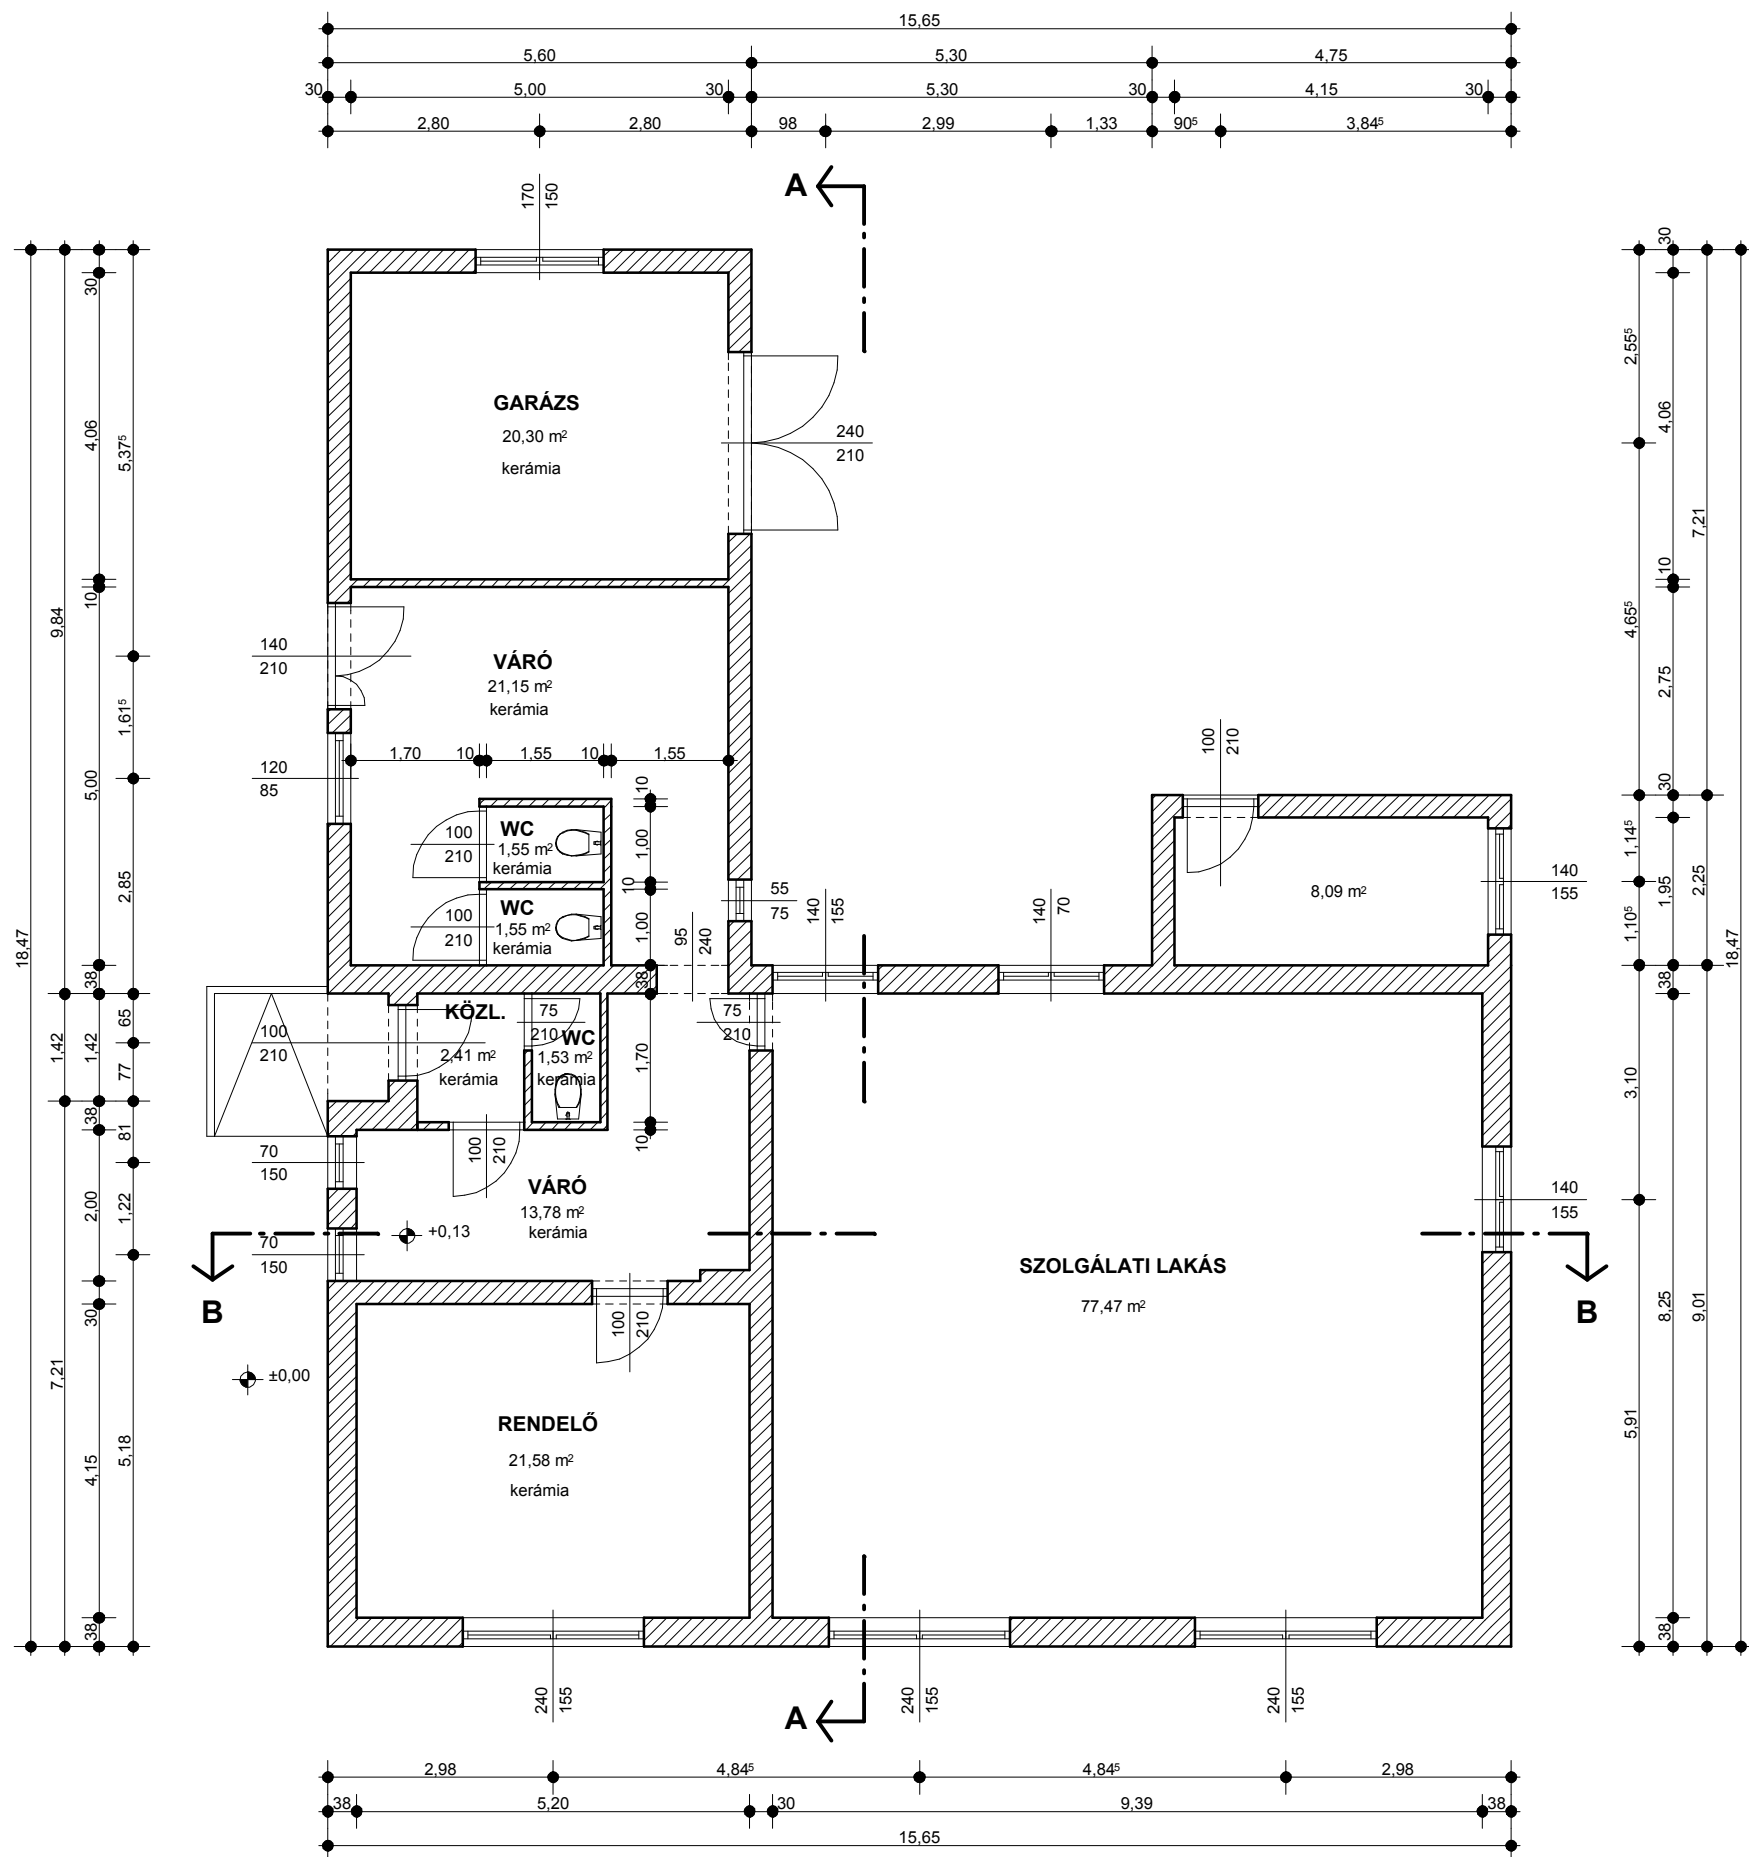 15,65
5,60 5,30 4,75
30 5,00 30 5,30 30 4,15 30
2,80 2,80 98 2,99 1,33 90⁵ 3,84⁵
A
170 150
30 4,06 10 5,00 38 1,42 38 2,00 30 4,15 38
5,37⁵ 1,61⁵ 2,85 65 77 81 1,22 5,18
9,84 1,42 7,21
18,47
2,55⁵ 4,65⁵ 1,14⁵ 1,10⁵ 3,10 5,91
30 4,06 10 2,75 30 1,95 38 8,25 38
7,21 2,25 9,01
18,47
GARÁZS
20,30 m²
kerámia
240
210
140
210
VÁRÓ
21,15 m²
kerámia
1,70 10 1,55 10 1,55
120
85
100 210
10 1,00 10 1,00 38 1,70 10
WC
1,55 m²
kerámia
100
210
WC
1,55 m²
kerámia
100
210
55
75
95 240
140 155
140 70
8,09 m²
140
155
KÖZL.
2,41 m²
kerámia
100
210
75
210
WC
1,53 m²
kerámia
75
210
100 210
70
150
VÁRÓ
13,78 m²
kerámia
+0,13
140
155
70
150
B
B
SZOLGÁLATI LAKÁS
77,47 m²
100 210
±0,00
RENDELŐ
21,58 m²
kerámia
240 155
240 155
240 155
A
2,98 4,84⁵ 4,84⁵ 2,98
38 5,20 30 9,39 38
15,65